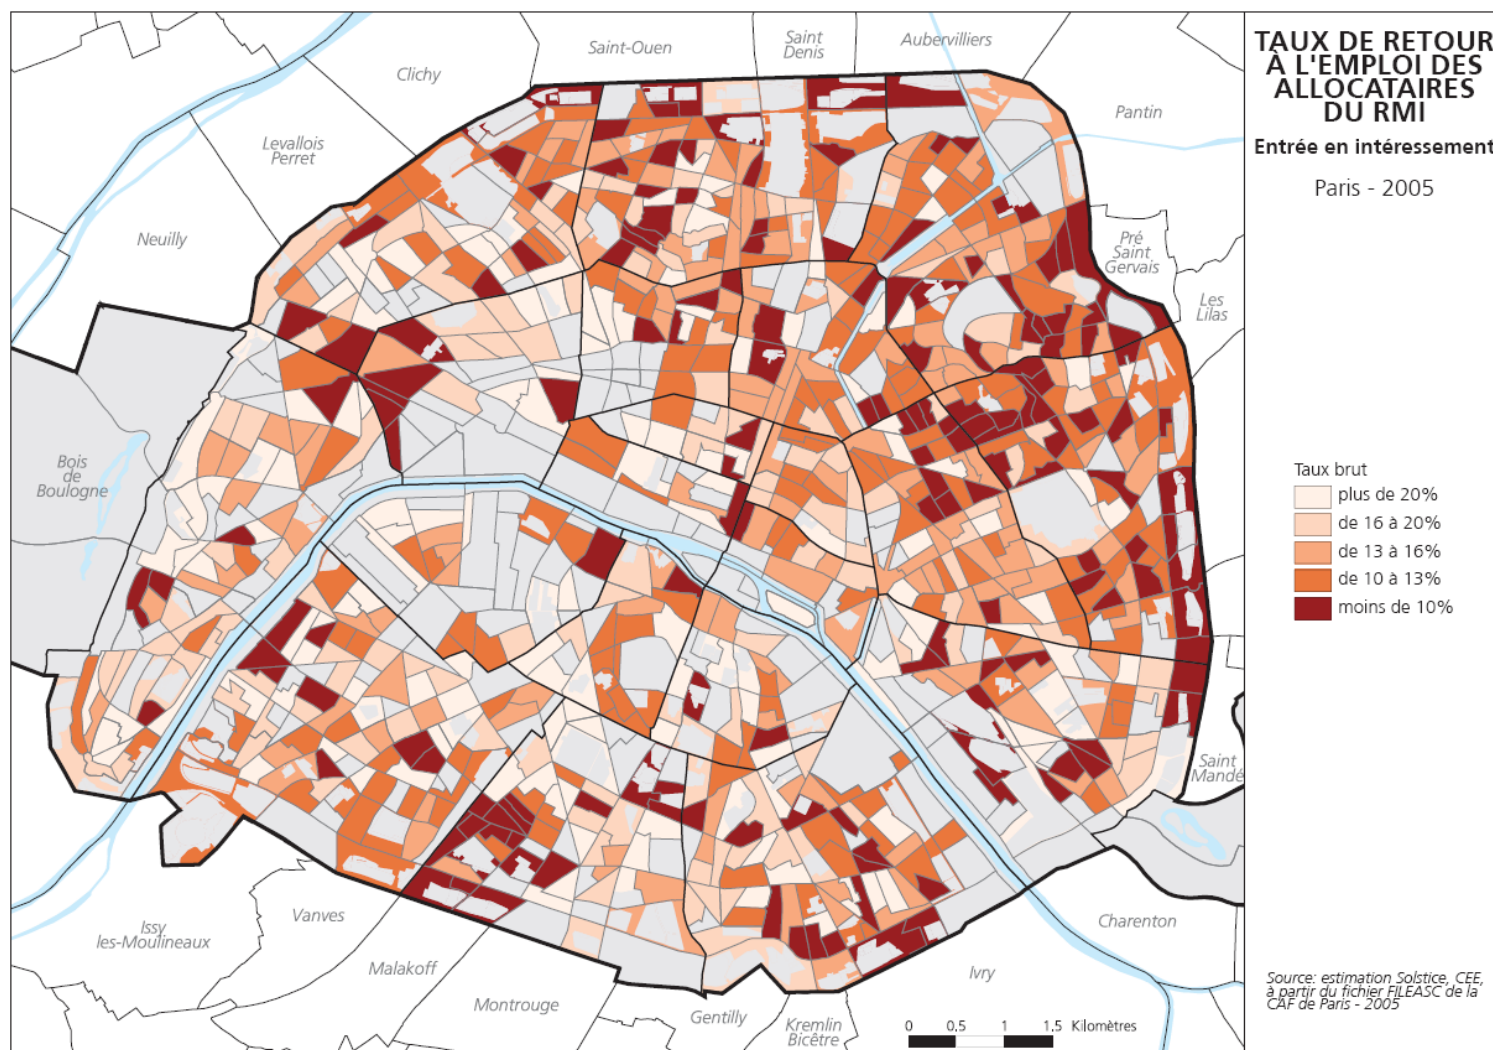 TAUX DE RETOUR
À L'EMPLOI DES
ALLOCATAIRES
DU RMI
Entrée en intéressement
Paris - 2005
Saint-Ouen
Saint
Denis
Aubervilliers
Clichy
Pantin
Levallois
Perret
Neuilly
Pré
Saint
Gervais
Les
Lilas
Bois
de
Boulogne
Taux brut
plus de 20%
de 16 à 20%
de 13 à 16%
de 10 à 13%
moins de 10%
Saint
Mandé
Issy
les-Moulineaux
Vanves
Malakoff
Montrouge
Gentilly
Kremlin
Bicêtre
Ivry
Charenton
0 0.5 1 1.5 Kilomètres
Source: estimation Solstice, CEE,
à partir du fichier FILEASC de la
CAF de Paris - 2005